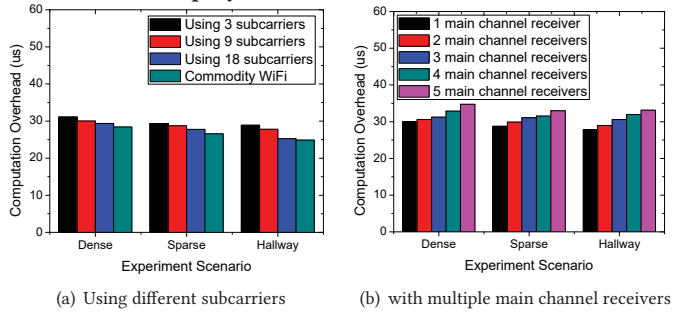 60
50
40
30
20
10
0
Computation Overhead (us)
Using 3 subcarriers
Using 9 subcarriers
Using 18 subcarriers
Commodity WiFi
Dense Sparse Hallway
Experiment Scenario
(a) Using different subcarriers
60
50
40
30
20
10
0
Computation Overhead (us)
1 main channel receiver
2 main channel receivers
3 main channel receivers
4 main channel receivers
5 main channel receivers
Dense Sparse Hallway
Experiment Scenario
(b) with multiple main channel receivers